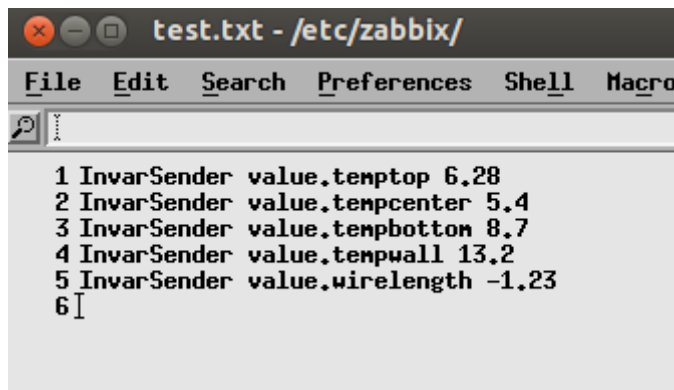 test.txt - /etc/zabbix/
File Edit Search Preferences Shell Macro
1 InvarSender value.temptop 6.28
2 InvarSender value.tempcenter 5.4
3 InvarSender value.tempbottom 8.7
4 InvarSender value.tempwall 13.2
5 InvarSender value.wirelength -1.23
6